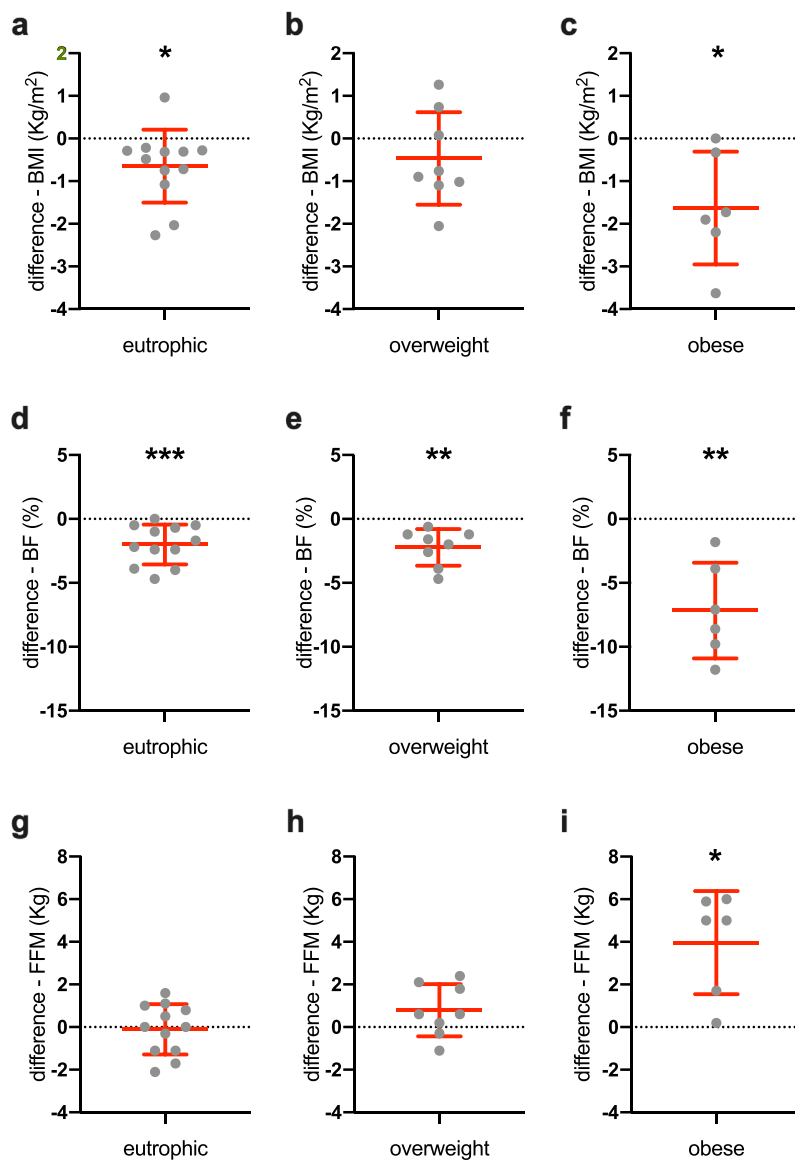 a
b
c
*
*
2
1
0
-1
-2
-3
-4
difference - BMI (Kg/m²)
eutrophic
2
1
0
-1
-2
-3
-4
difference - BMI (Kg/m²)
overweight
2
1
0
-1
-2
-3
-4
difference - BMI (Kg/m²)
obese
d
e
f
***
**
**
5
0
-5
-10
-15
difference - BF (%)
eutrophic
5
0
-5
-10
-15
difference - BF (%)
overweight
5
0
-5
-10
-15
difference - BF (%)
obese
g
h
i
*
8
6
4
2
0
-2
-4
difference - FFM (Kg)
eutrophic
8
6
4
2
0
-2
-4
difference - FFM (Kg)
overweight
8
6
4
2
0
-2
-4
difference - FFM (Kg)
obese